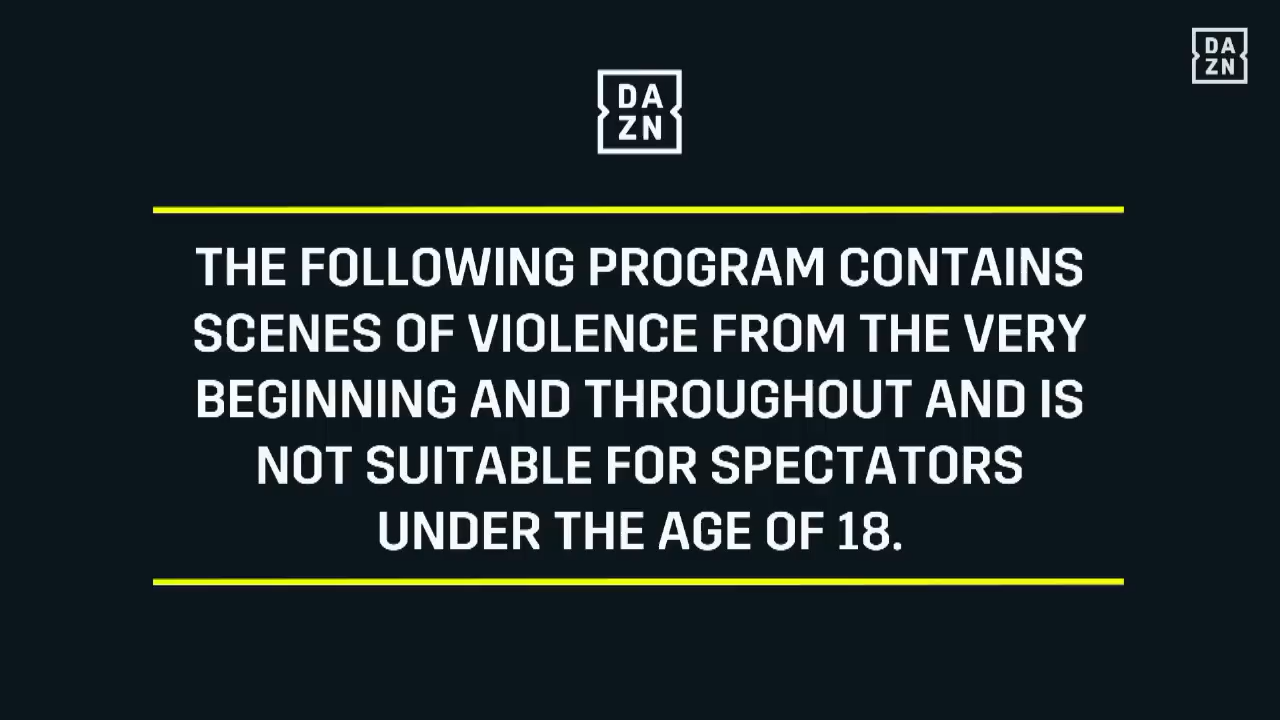 DA
ZN
DA
ZN
THE FOLLOWING PROGRAM CONTAINS
SCENES OF VIOLENCE FROM THE VERY
BEGINNING AND THROUGHOUT AND IS
NOT SUITABLE FOR SPECTATORS
UNDER THE AGE OF 18.